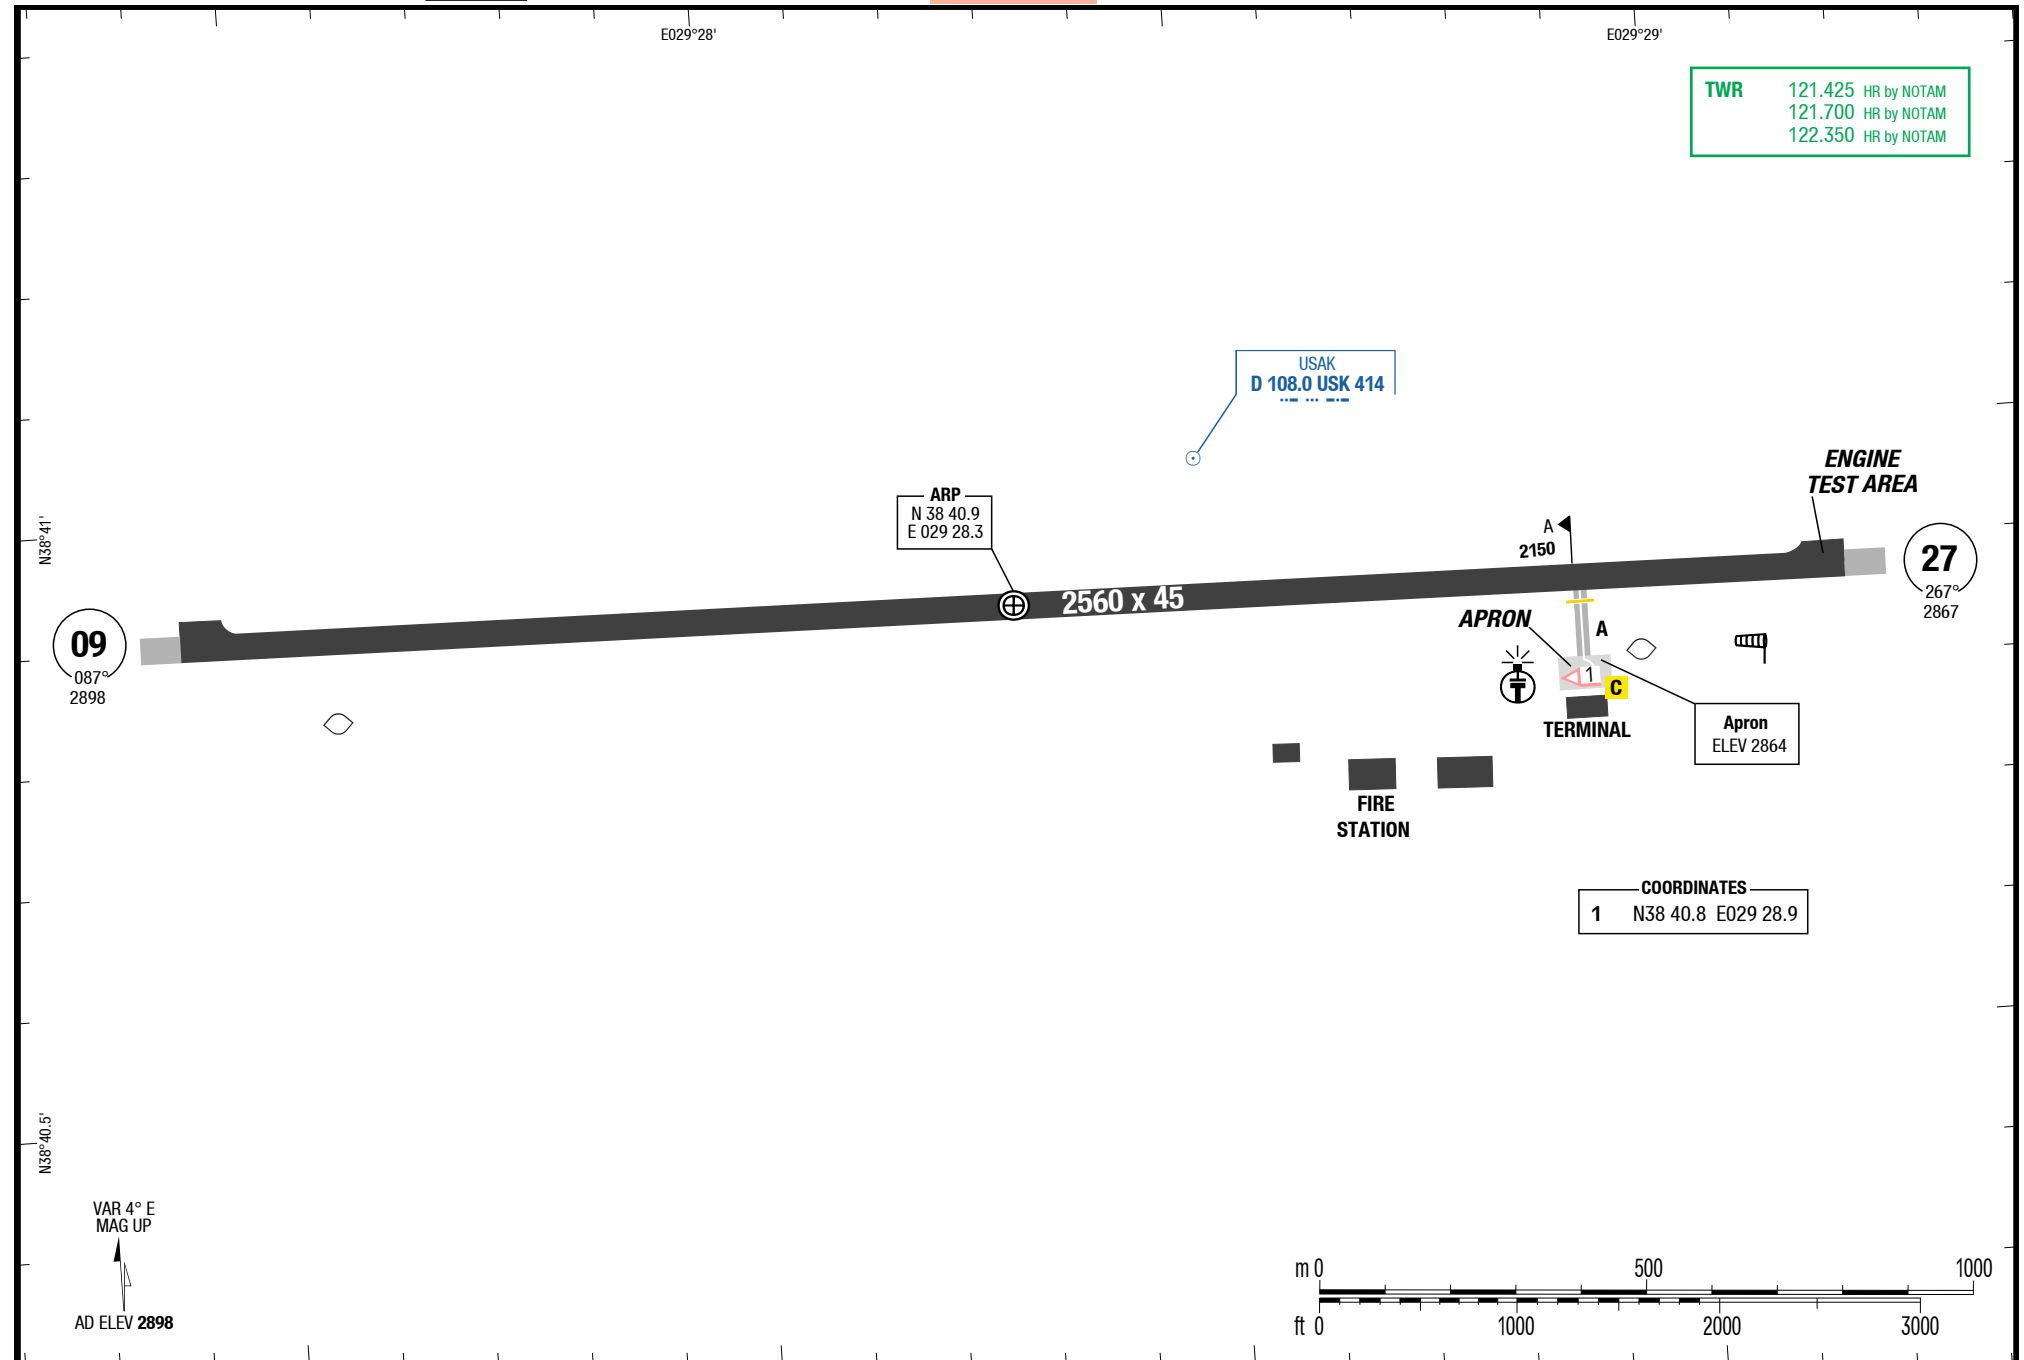 E029°28'
E029°29'
TWR 121.425 HR by NOTAM
121.700 HR by NOTAM
122.350 HR by NOTAM
USAK
D 108.0 USK 414
ENGINE
TEST AREA
ARP
N 38 40.9
E 029 28.3
A
2150
N38°41'
27
267°
2867
2560 x 45
APRON
A
09
087°
2898
1
C
TERMINAL
Apron
ELEV 2864
FIRE
STATION
COORDINATES
1 N38 40.8 E029 28.9
N38°40.5'
VAR 4° E
MAG UP
AD ELEV 2898
m 0 500 1000
ft 0 1000 2000 3000